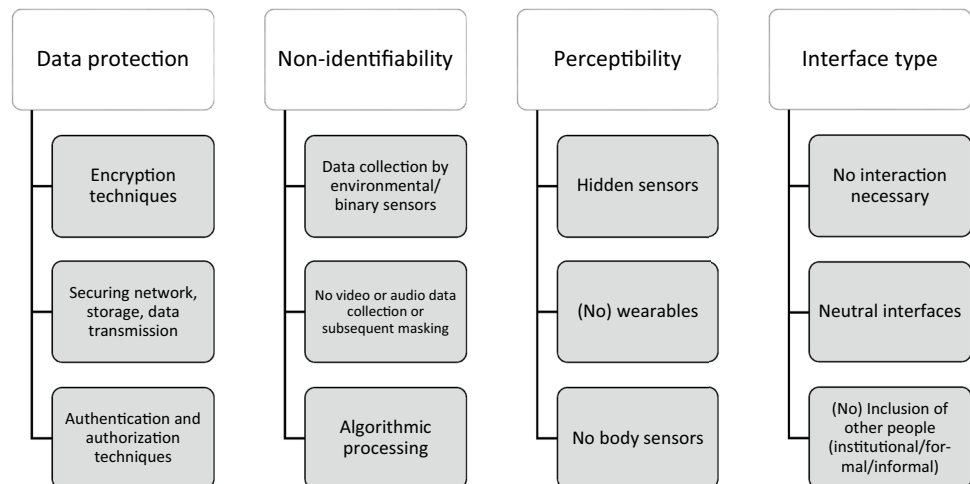 Data protection
Encryption
techniques
Securing network,
storage, data
transmission
Authentication and
authorization
techniques
Non-identifiability
Data collection by
environmental/
binary sensors
No video or audio data
collection or
subsequent masking
Algorithmic
processing
Perceptibility
Hidden sensors
(No) wearables
No body sensors
Interface type
No interaction
necessary
Neutral interfaces
(No) Inclusion of
other people
(institutional/for-
mal/informal)